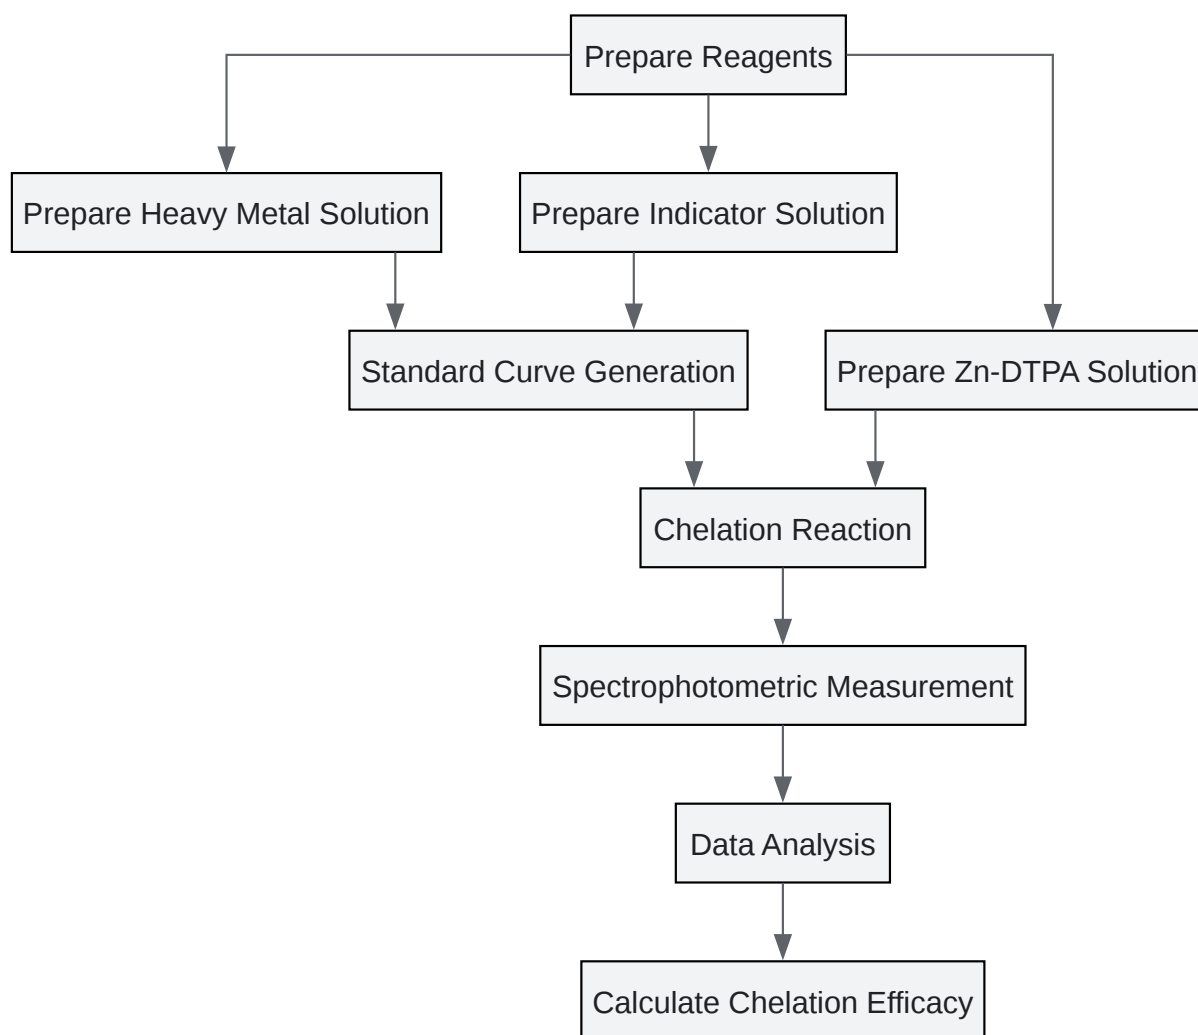 Prepare Reagents
Prepare Heavy Metal Solution
Prepare Indicator Solution
Standard Curve Generation
Prepare Zn-DTPA Solution
Chelation Reaction
Spectrophotometric Measurement
Data Analysis
Calculate Chelation Efficacy